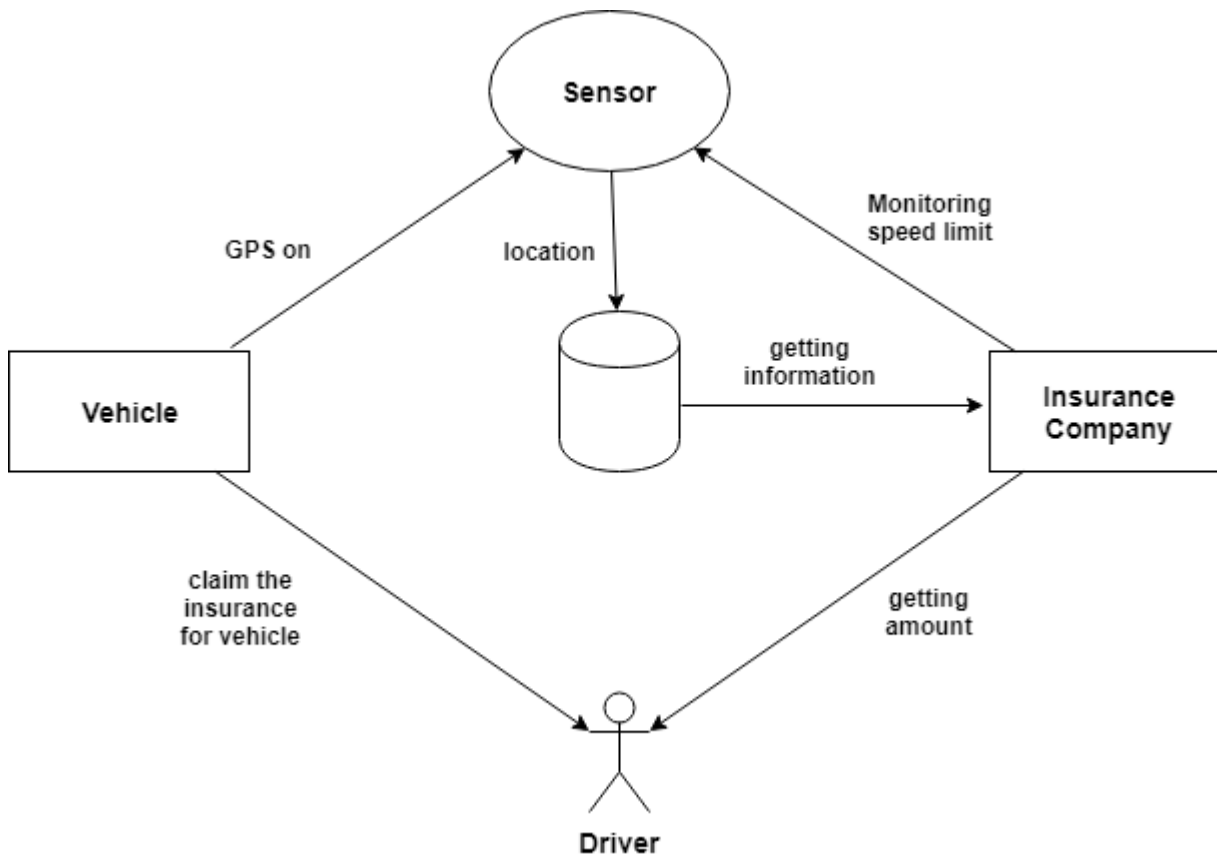 Sensor
Monitoring
speed limit
GPS on
location
getting
information
Vehicle
Insurance
Company
claim the
insurance
for vehicle
getting
amount
Driver